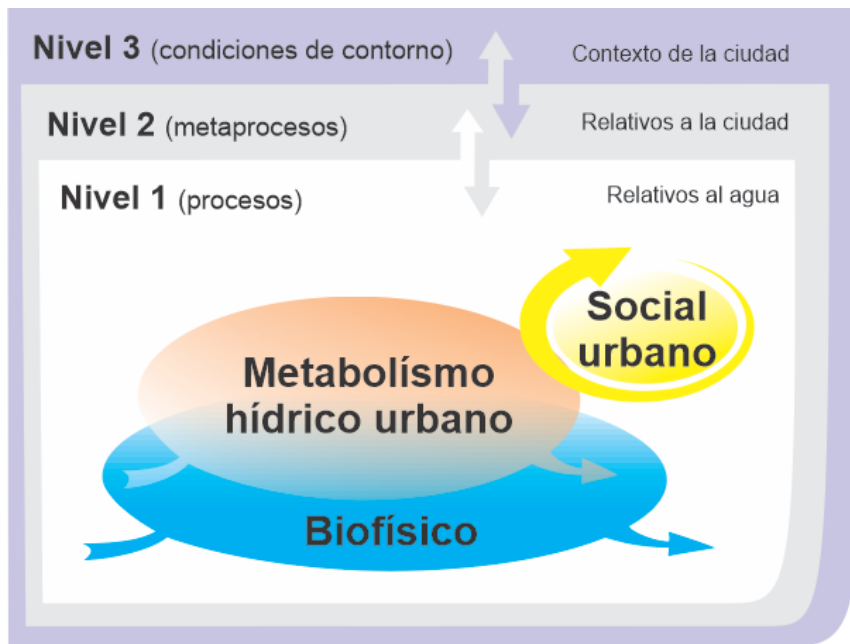 Nivel 3 (condiciones de contorno)
Contexto de la ciudad
Nivel 2 (metaprocesos)
Relativos a la ciudad
Nivel 1 (procesos)
Relativos al agua
Social
urbano
Metabolísmo
hídrico urbano
Biofísico